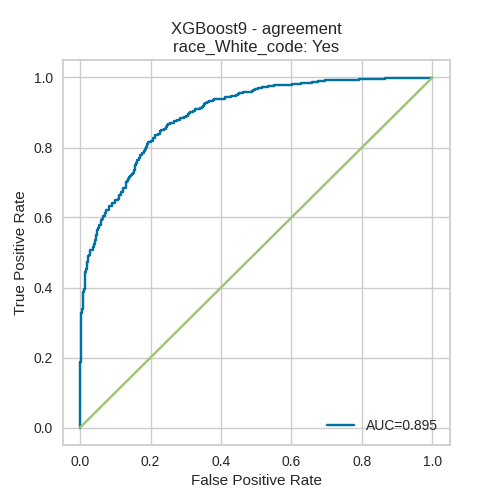 XGBoost9 - agreement
race_White_code: Yes
1.0
0.8
0.6
0.4
0.2
0.0
True Positive Rate
AUC=0.895
0.0 0.2 0.4 0.6 0.8 1.0
False Positive Rate